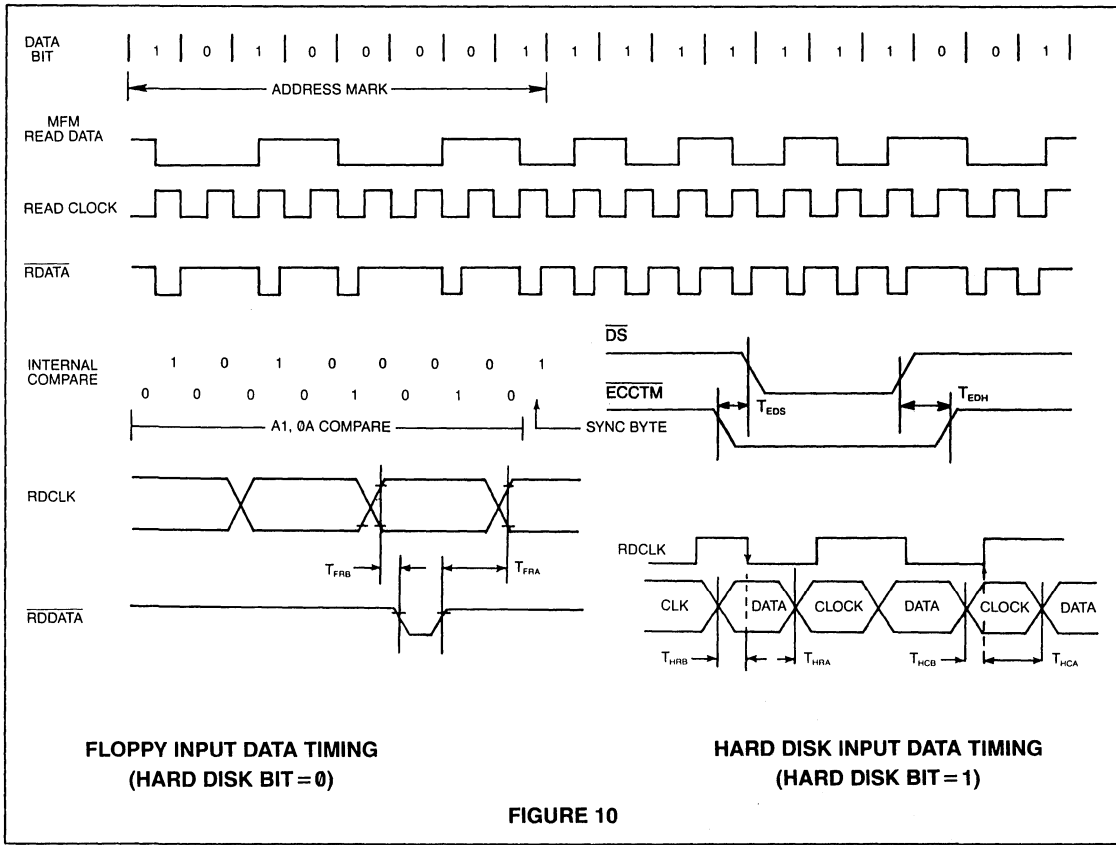 DATA BIT
1 0 1 0 0 0 0 1 1 1 1 1 1 1 0 0 1
ADDRESS MARK
MFM
READ DATA
READ CLOCK
RDATA
INTERNAL COMPARE
1 0 1 0 0 0 0 1
0 0 0 0 1 0 1 0
A1, 0A COMPARE
SYNC BYTE
DS
ECCTM
TEDS
TEDH
RDCLK
TFRB
TFRA
RDDATA
RDCLK
CLK DATA CLOCK DATA CLOCK DATA
THRB THRA THCB THCA
FLOPPY INPUT DATA TIMING
(HARD DISK BIT = 0)
HARD DISK INPUT DATA TIMING
(HARD DISK BIT = 1)
FIGURE 10